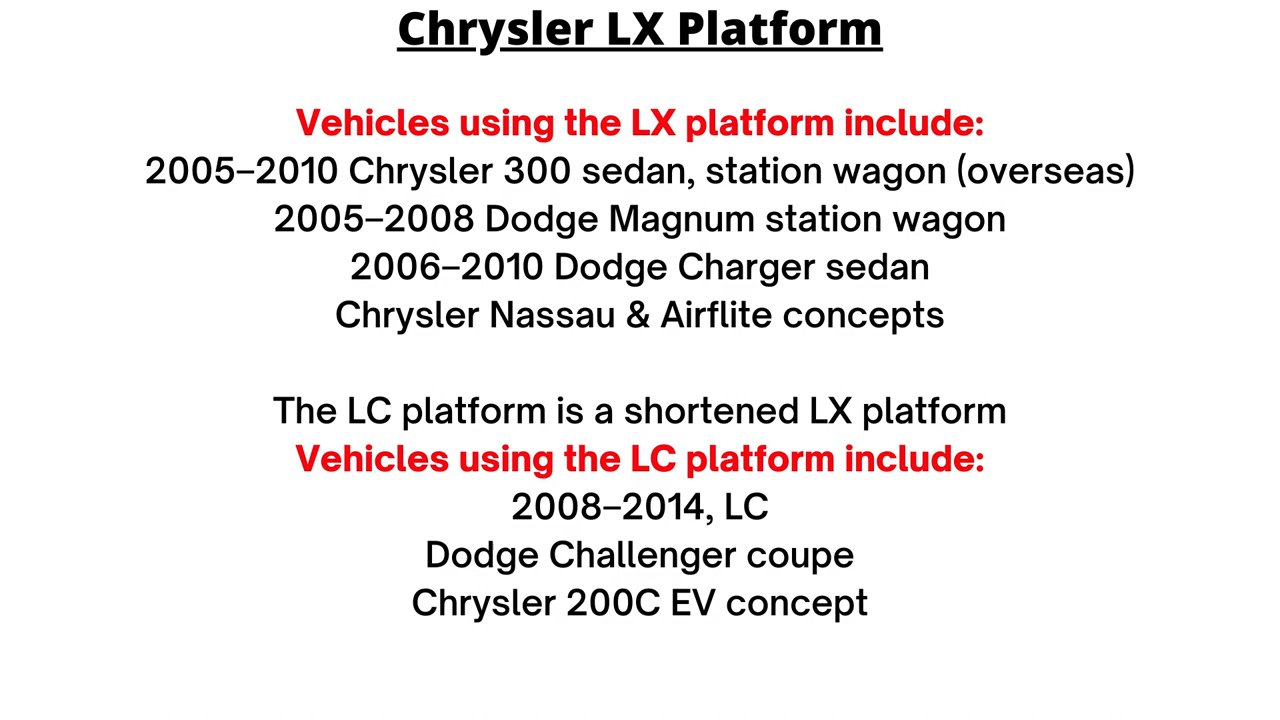 Chrysler LX Platform
Vehicles using the LX platform include:
2005–2010 Chrysler 300 sedan, station wagon (overseas)
2005–2008 Dodge Magnum station wagon
2006–2010 Dodge Charger sedan
Chrysler Nassau & Airflite concepts
The LC platform is a shortened LX platform
Vehicles using the LC platform include:
2008–2014, LC
Dodge Challenger coupe
Chrysler 200C EV concept